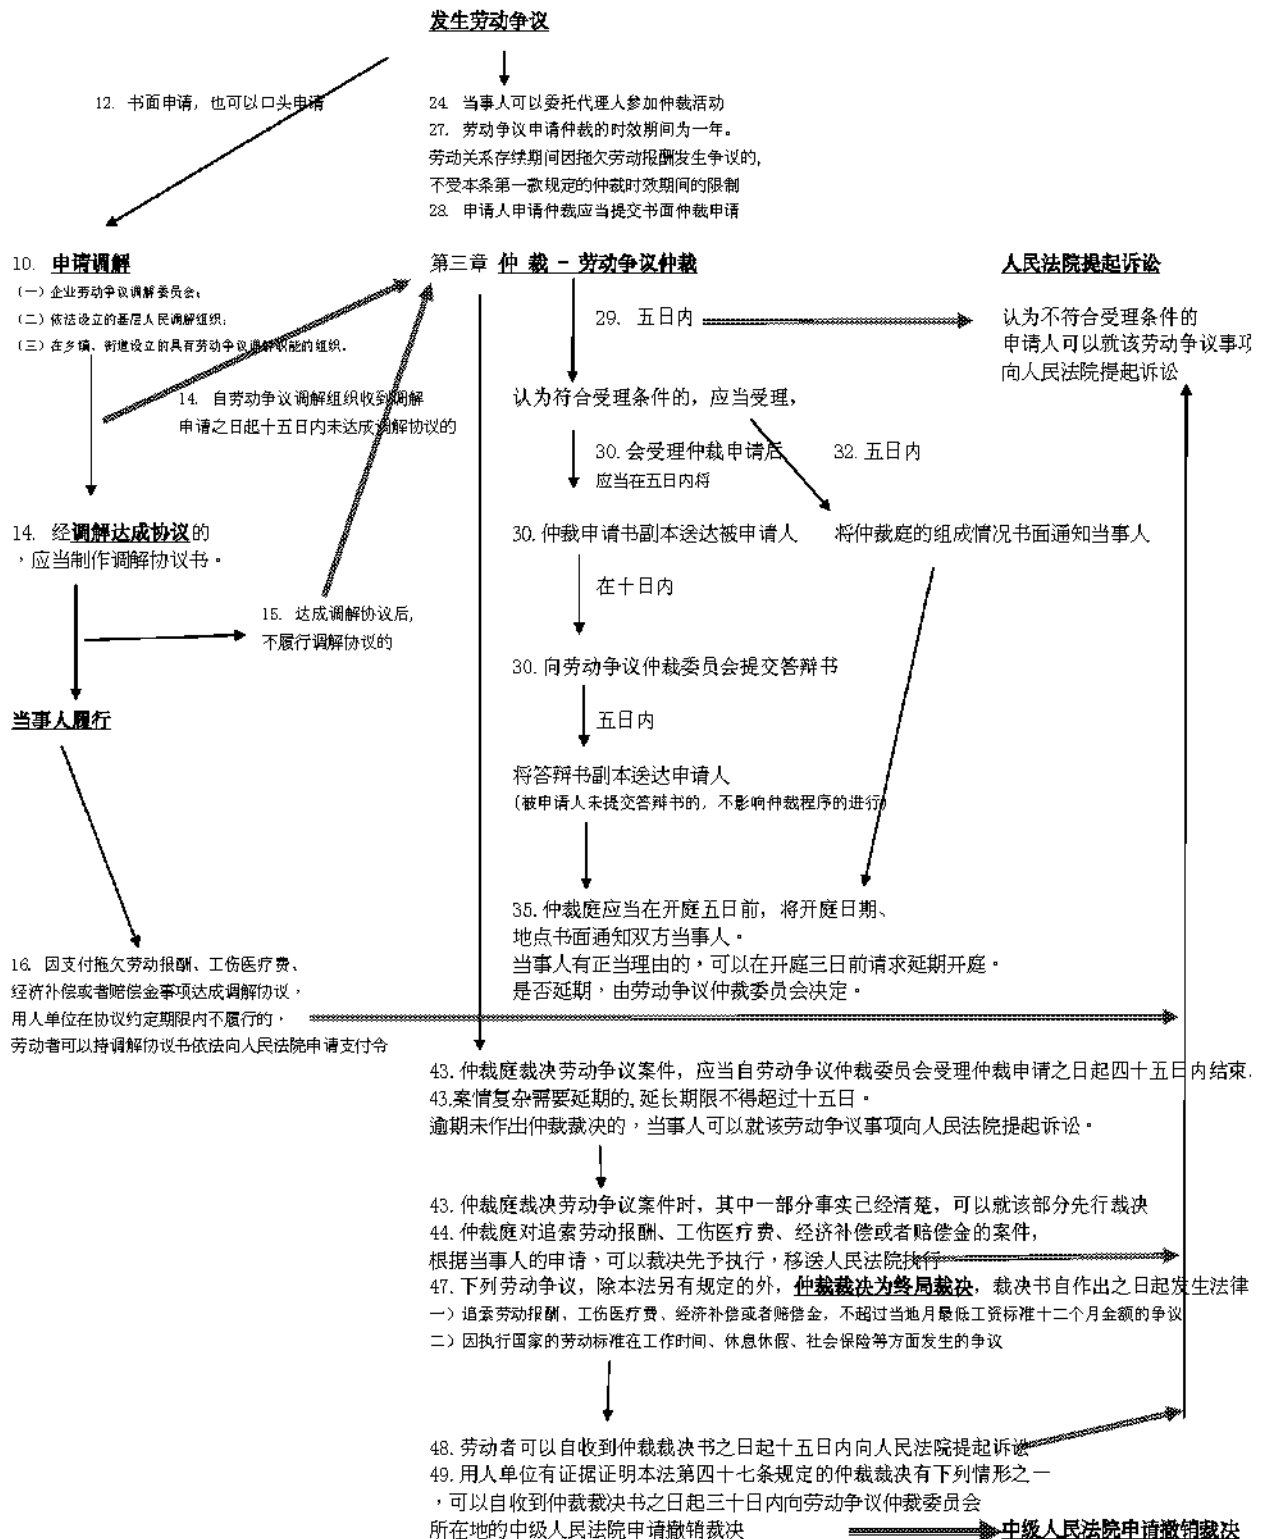 发生劳动争议
12. 书面申请, 也可以口头申请
24. 当事人可以委托代理人参加仲裁活动
27. 劳动争议申请仲裁的时效期间为一年。
劳动关系存续期间因拖欠劳动报酬发生争议的,
不受本条第一款规定的仲裁时效期间的限制
28. 申请人申请仲裁应当提交书面仲裁申请
10. 申请调解
(一) 企业劳动争议调解委员会;
(二) 依法设立的基层人民调解组织;
(三) 在乡镇、街道设立的具有劳动争议调解职能的组织.
第三章 仲 裁 - 劳动争议仲裁
人民法院提起诉讼
29. 五日内
认为不符合受理条件的
申请人可以就该劳动争议事项
向人民法院提起诉讼
认为符合受理条件的, 应当受理,
14. 自劳动争议调解组织收到调解
申请之日起十五日内未达成调解协议的
30. 会受理仲裁申请后
应当在五日内将
32. 五日内
14. 经调解达成协议的
，应当制作调解协议书。
30. 仲裁申请书副本送达被申请人
将仲裁庭的组成情况书面通知当事人
在十日内
15. 达成调解协议后,
不履行调解协议的
30. 向劳动争议仲裁委员会提交答辩书
当事人履行
五日内
将答辩书副本送达申请人
(被申请人未提交答辩书的, 不影响仲裁程序的进行)
35. 仲裁庭应当在开庭五日前, 将开庭日期、
地点书面通知双方当事人。
当事人有正当理由的，可以在开庭三日前请求延期开庭。
是否延期，由劳动争议仲裁委员会决定。
16. 因支付拖欠劳动报酬、工伤医疗费、
经济补偿或者赔偿金事项达成调解协议，
用人单位在协议约定期限内不履行的，
劳动者可以持调解协议书依法向人民法院申请支付令
43. 仲裁庭裁决劳动争议案件, 应当自劳动争议仲裁委员会受理仲裁申请之日起四十五日内结束.
43.案情复杂需要延期的, 延长期限不得超过十五日。
逾期未作出仲裁裁决的，当事人可以就该劳动争议事项向人民法院提起诉讼。
43. 仲裁庭裁决劳动争议案件时, 其中一部分事实己经清楚, 可以就该部分先行裁决
44. 仲裁庭对追索劳动报酬、工伤医疗费、经济补偿或者赔偿金的案件,
根据当事人的申请、可以裁决先予执行，移送人民法院执行
47. 下列劳动争议, 除本法另有规定的外, 仲裁裁决为终局裁决, 裁决书自作出之日起发生法律
一) 追索劳动报酬、工伤医疗费、经济补偿或者赔偿金, 不超过当地月最低工资标准十二个月金额的争议
二) 因执行国家的劳动标准在工作时间、休息休假、社会保险等方面发生的争议
48. 劳动者可以自收到仲裁裁决书之日起十五日内向人民法院提起诉讼
49. 用人单位有证据证明本法第四十七条规定的仲裁裁决有下列情形之一
，可以自收到仲裁裁决书之日起三十日内向劳动争议仲裁委员会
所在地的中级人民法院申请撤销裁决
中级人民法院申请撤销裁决